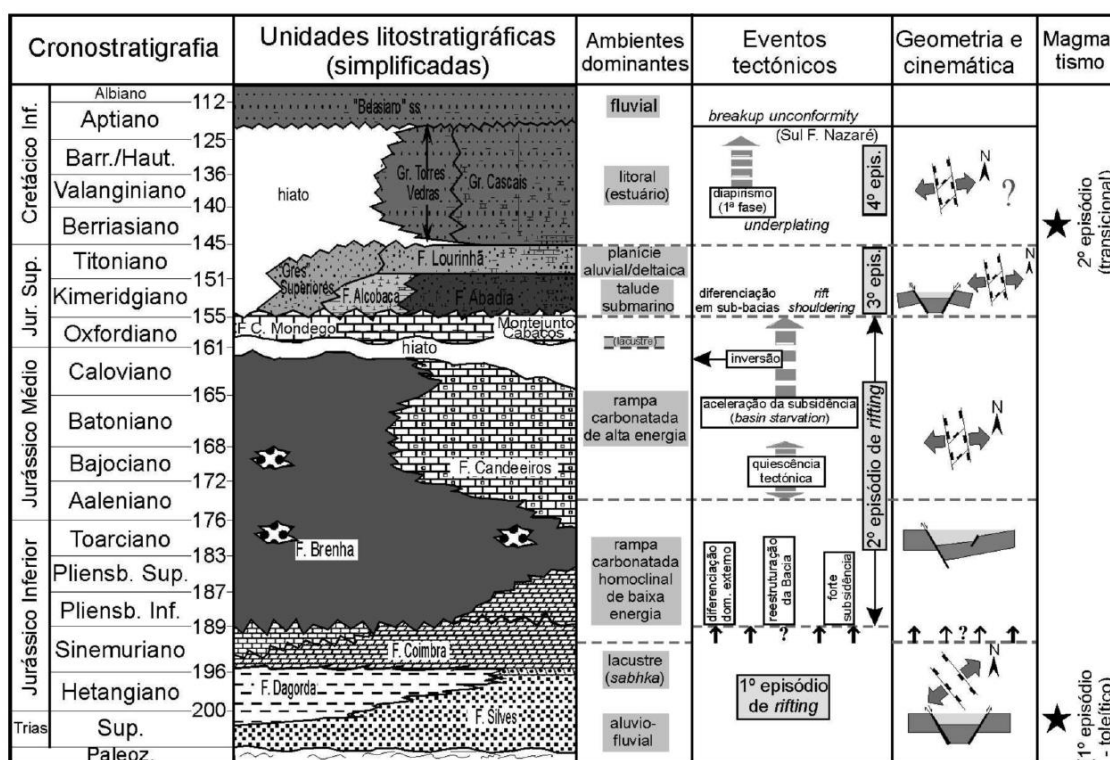 Cronostratigrafia
Unidades litostratigráficas
(simplificadas)
Ambientes
dominantes
Eventos
tectónicos
Geometria e
cinemática
Magma
tismo
Cretácico Inf.
Albiano
112
Aptiano
125
Barr./Haut.
136
Valanginiano
140
Berriasiano
145
Jur. Sup.
Titoniano
151
Kimeridgiano
155
Oxfordiano
161
Jurássico Médio
Caloviano
165
Batoniano
168
Bajociano
172
Aaleniano
176
Jurássico Inferior
Toarciano
183
Pliensb. Sup.
187
Pliensb. Inf.
189
Sinemuriano
196
Hetangiano
200
Trias
Sup.
Paleoz.
"Belasiano" ss
hiato
Gr. Torres
Vedras
Gr. Cascais
Grés
Superiores
F. Lourinhã
F. Alcobaça
F. Abadia
F C. Mondego
Montejunto
Cabaços
hiato
F. Candeeiros
F. Brenha
F. Coimbra
F. Dagorda
F. Silves
fluvial
litoral
(estuário)
planície
aluvial/deltaica
talude
submarino
(lacustre)
rampa
carbonatada
de alta energia
rampa
carbonatada
homoclinal
de baixa
energia
lacustre
(sabhka)
aluvio-
fluvial
breakup unconformity
(Sul F. Nazaré)
diapirismo
(1ª fase)
underplating
4º epis.
diferenciação
em sub-bacias
rift
shouldering
3º epis.
inversão
aceleração da subsidência
(basin starvation)
quiescência
tectónica
2º episódio de rifting
diferenciação
dom. externo
reestruturação
da Bacia
forte
subsidência
?
1º episódio
de rifting
N
?
N
N
?
N
2º episódio
(transicional)
(1º episódio
- toleítico)